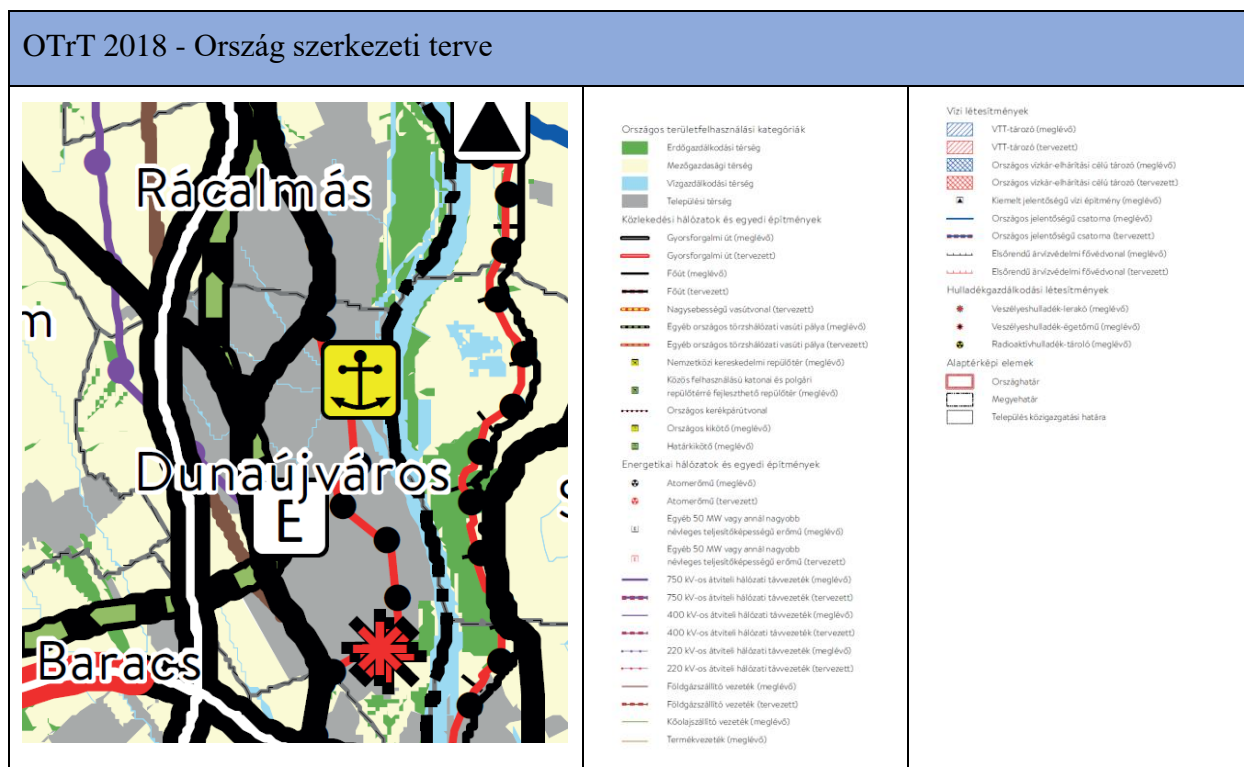 OTrT 2018 - Ország szerkezeti terve
Rácalmás
m
Dunaújváros
E
Baracs
S
Országos területfelhasználási kategóriák
Erdőgazdálkodási térség
Mezőgazdasági térség
Vízgazdálkodási térség
Települési térség
Közlekedési hálózatok és egyedi építmények
Gyorsforgalmi út (meglévő)
Gyorsforgalmi út (tervezett)
Főút (meglévő)
Főút (tervezett)
Nagysebességű vasútvonal (tervezett)
Egyéb országos törzshálózati vasúti pálya (meglévő)
Egyéb országos törzshálózati vasúti pálya (tervezett)
Nemzetközi kereskedelmi repülőtér (meglévő)
Közös felhasználású katonai és polgári
repülőtérré fejleszthető repülőtér (meglévő)
Országos kerékpárútvonal
Országos kikötő (meglévő)
Határkikötő (meglévő)
Energetikai hálózatok és egyedi építmények
Atomerőmű (meglévő)
Atomerőmű (tervezett)
Egyéb 50 MW vagy annál nagyobb
névleges teljesítőképességű erőmű (meglévő)
Egyéb 50 MW vagy annál nagyobb
névleges teljesítőképességű erőmű (tervezett)
750 kV-os átviteli hálózati távvezeték (meglévő)
750 kV-os átviteli hálózati távvezeték (tervezett)
400 kV-os átviteli hálózati távvezeték (meglévő)
400 kV-os átviteli hálózati távvezeték (tervezett)
220 kV-os átviteli hálózati távvezeték (meglévő)
220 kV-os átviteli hálózati távvezeték (tervezett)
Földgázszállító vezeték (meglévő)
Földgázszállító vezeték (tervezett)
Kőolajszállító vezeték (meglévő)
Termékvezeték (meglévő)
Vízi létesítmények
VTT-tározó (meglévő)
VTT-tározó (tervezett)
Országos vízkár-elhárítási célú tározó (meglévő)
Országos vízkár-elhárítási célú tározó (tervezett)
Kiemelt jelentőségű vízi építmény (meglévő)
Országos jelentőségű csatorna (meglévő)
Országos jelentőségű csatorna (tervezett)
Elsőrendű árvízvédelmi fővédvonal (meglévő)
Elsőrendű árvízvédelmi fővédvonal (tervezett)
Hulladékgazdálkodási létesítmények
Veszélyeshulladék-lerakó (meglévő)
Veszélyeshulladék-égetőmű (meglévő)
Radioaktívhulladék-tároló (meglévő)
Alaptérképi elemek
Országhatár
Megyehatár
Település közigazgatási határa